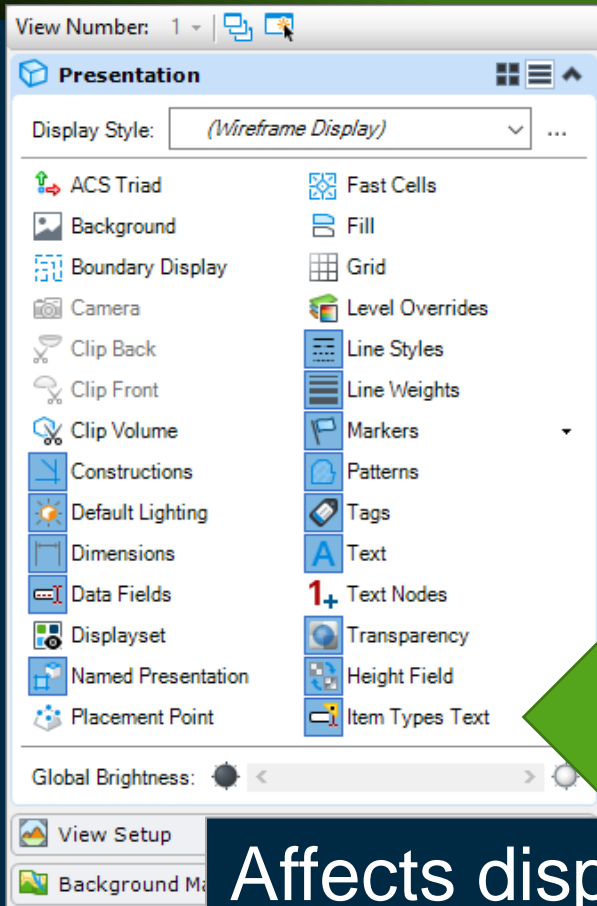 View Number: 1
Presentation
Display Style: (Wireframe Display) ...
ACS Triad
Background
Boundary Display
Camera
Clip Back
Clip Front
Clip Volume
Constructions
Default Lighting
Dimensions
Data Fields
Displayset
Named Presentation
Placement Point
Fast Cells
Fill
Grid
Level Overrides
Line Styles
Line Weights
Markers
Patterns
Tags
Text
Text Nodes
Transparency
Height Field
Item Types Text
Global Brightness:
View Setup
Background Ma
Affects disp